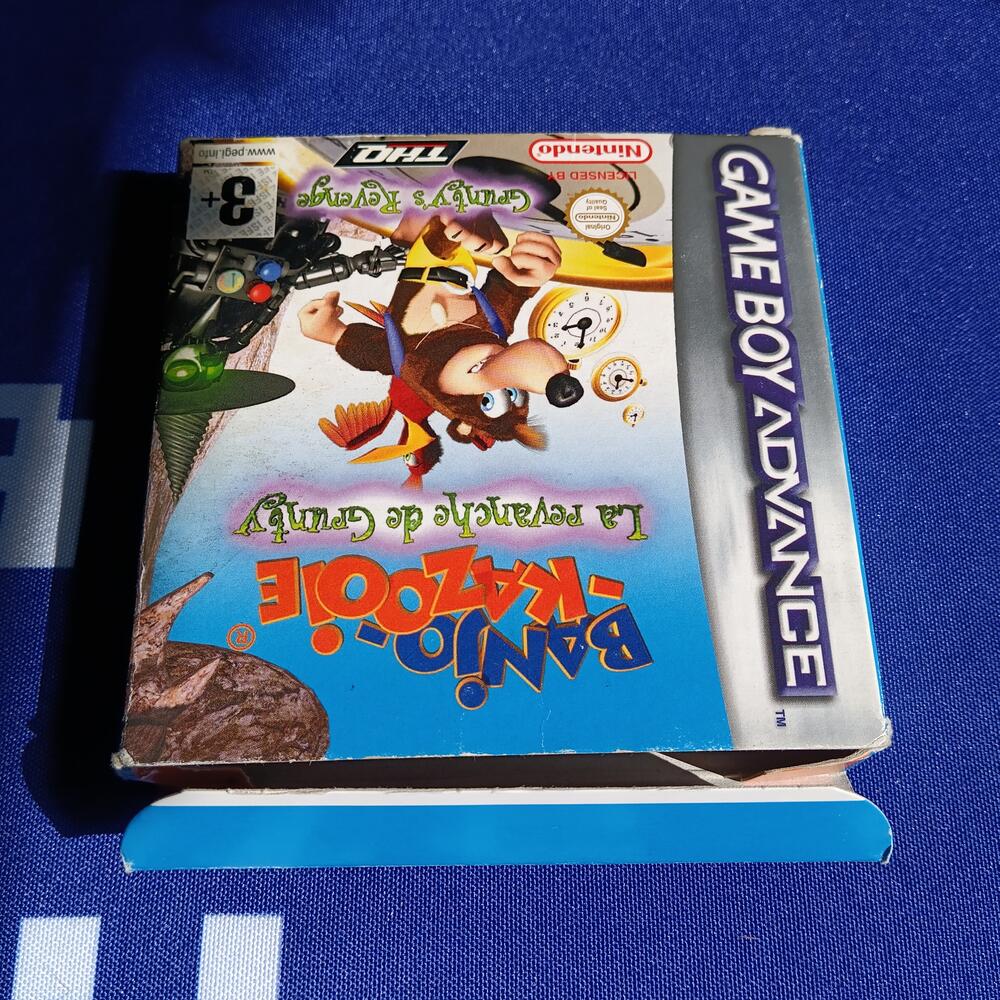 GAME BOY ADVANCE
TM
BANJO-
-KAZOOIE
®
La revanche de Grunty
Grunty's Revenge
3+
www.pegi.info
THQ
LICENSED BY
Nintendo
Original
Nintendo
Seal of
Quality